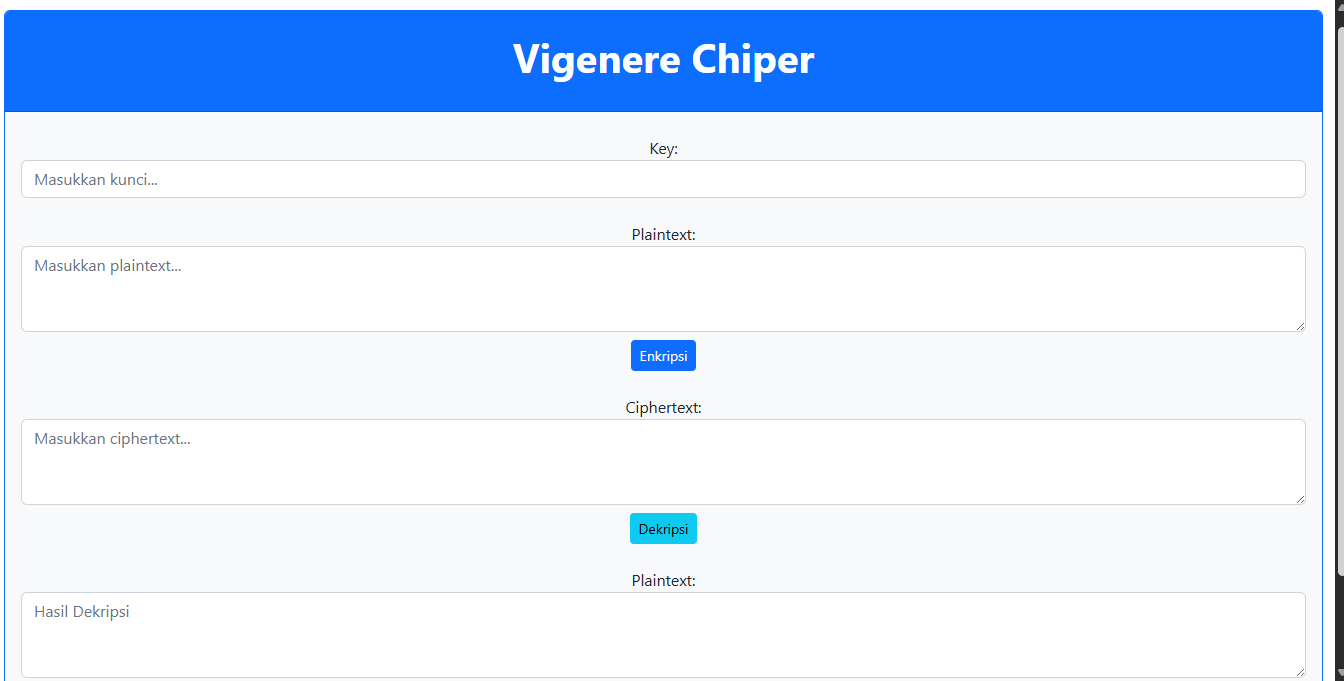 Vigenere Chiper
Key:
Masukkan kunci...
Plaintext:
Masukkan plaintext...
Enkripsi
Ciphertext:
Masukkan ciphertext...
Dekripsi
Plaintext:
Hasil Dekripsi